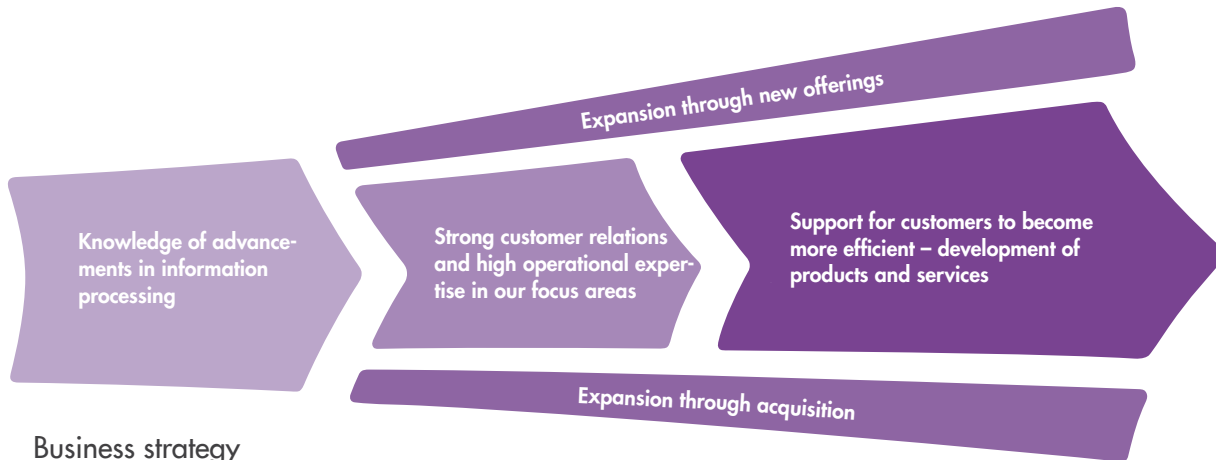 Expansion through new offerings
Knowledge of advance-
ments in information
processing
Strong customer relations
and high operational exper-
tise in our focus areas
Support for customers to become
more efficient – development of
products and services
Expansion through acquisition
Business strategy